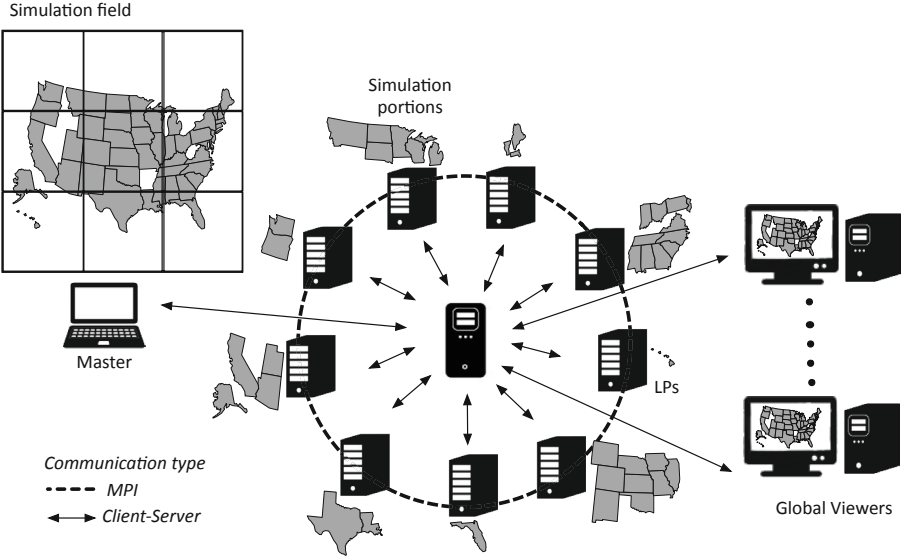 Simulation field
Simulation
portions
Master
LPs
Communication type
MPI
Client-Server
Global Viewers